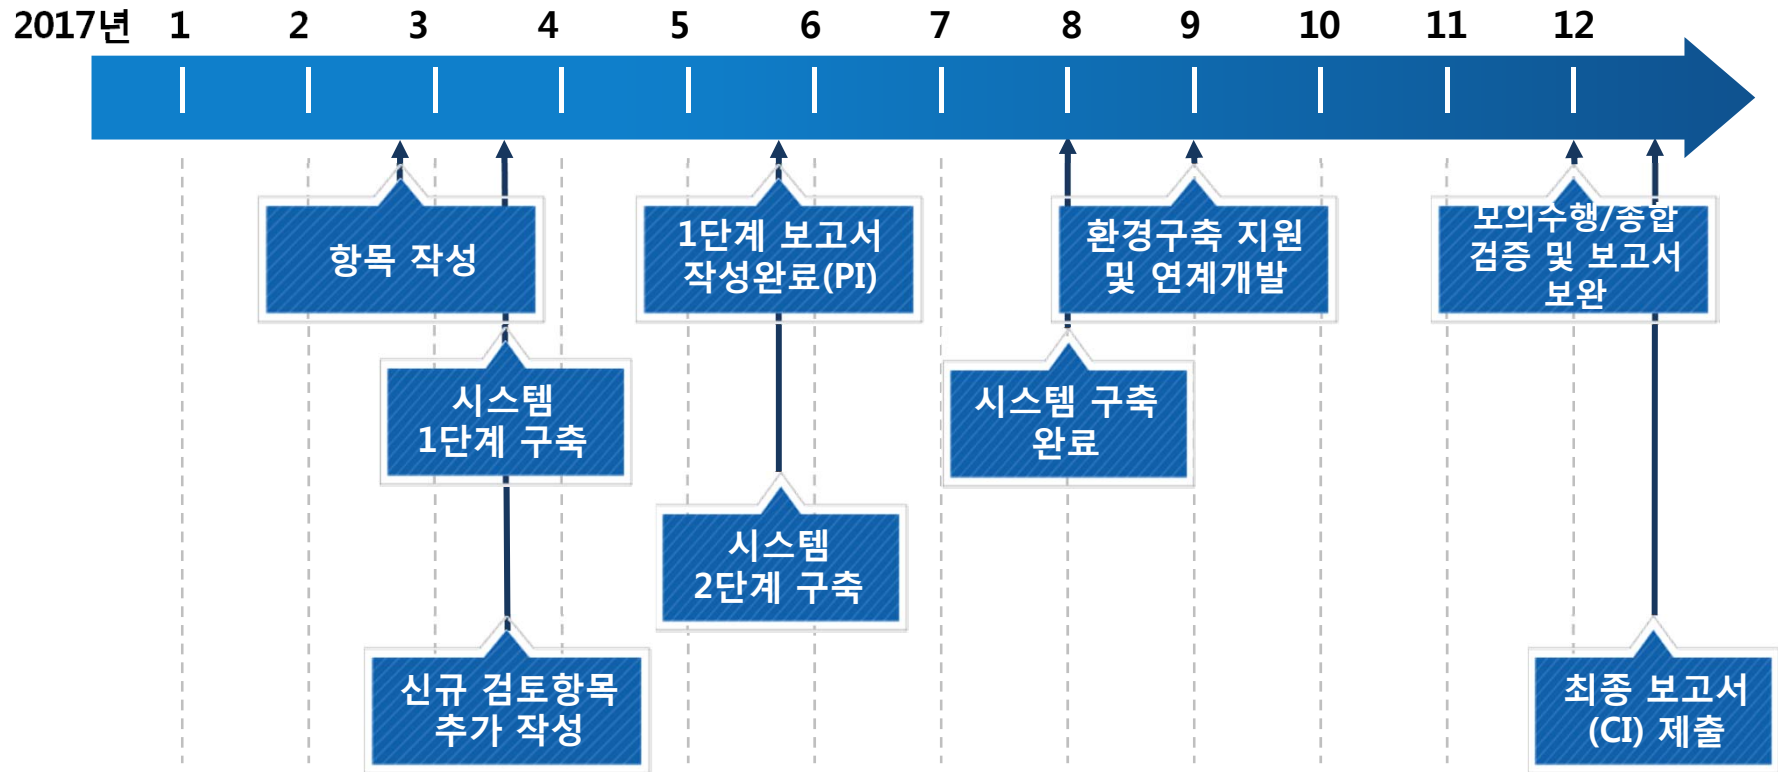 2017년 1 2 3 4 5 6 7 8 9 10 11 12
항목 작성
1단계 보고서
작성완료(PI)
환경구축 지원
및 연계개발
모의수행/종합
검증 및 보고서
보완
시스템
1단계 구축
시스템 구축
완료
시스템
2단계 구축
신규 검토항목
추가 작성
최종 보고서
(CI) 제출